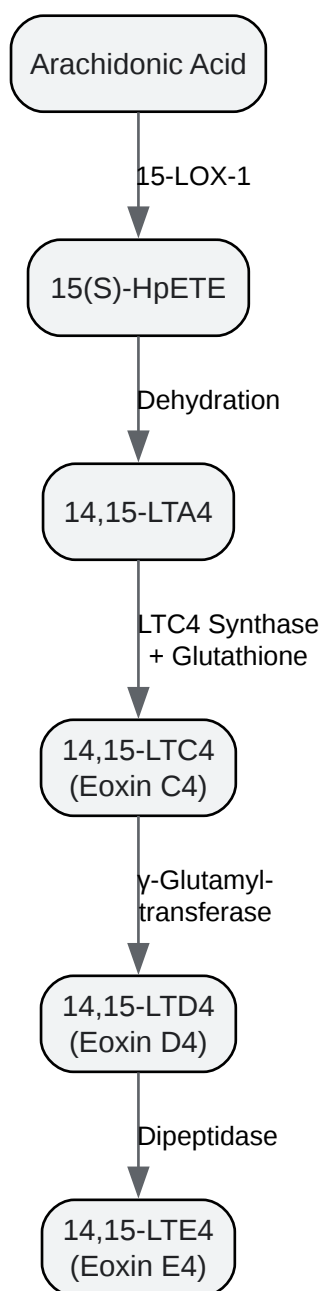 Arachidonic Acid
15-LOX-1
15(S)-HpETE
Dehydration
14,15-LTA4
LTC4 Synthase
+ Glutathione
14,15-LTC4
(Eoxin C4)
γ-Glutamyl-
transferase
14,15-LTD4
(Eoxin D4)
Dipeptidase
14,15-LTE4
(Eoxin E4)